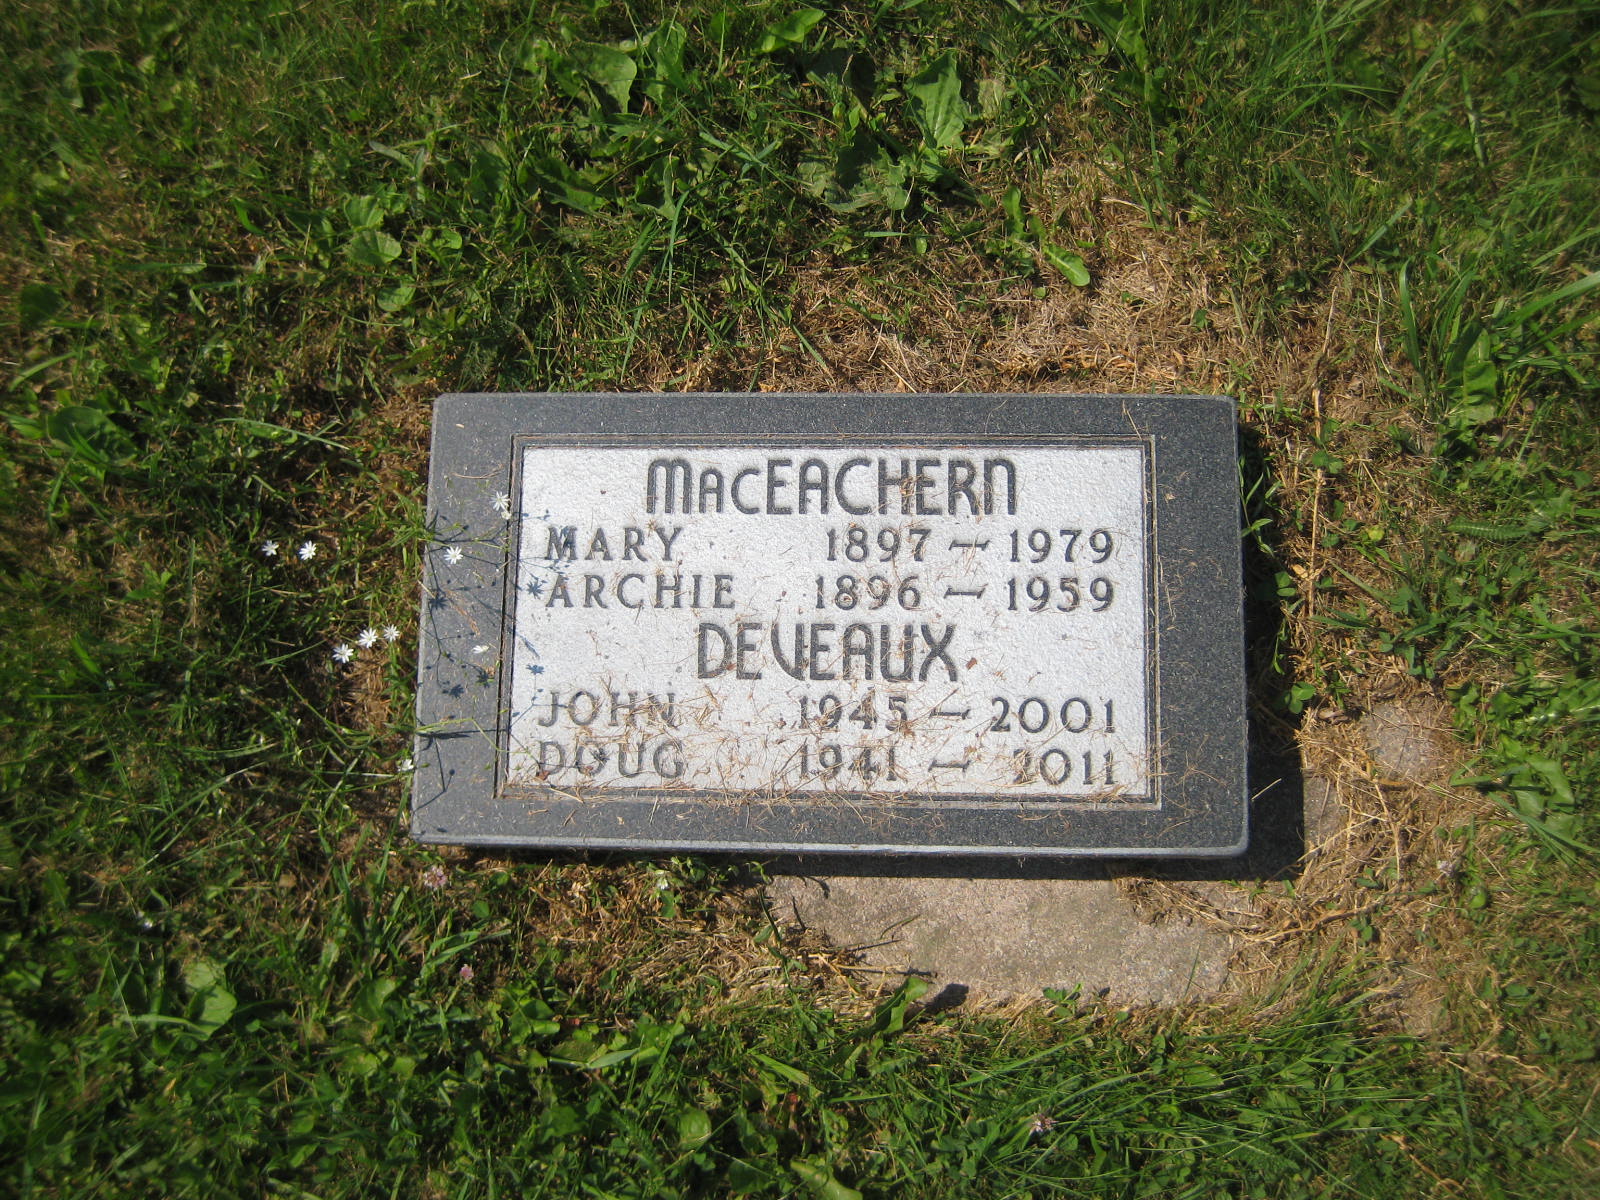 MacEACHERN
MARY 1897 — 1979
ARCHIE 1896 — 1959
DEVEAUX
JOHN 1945 — 2001
DOUG 1941 — 2011